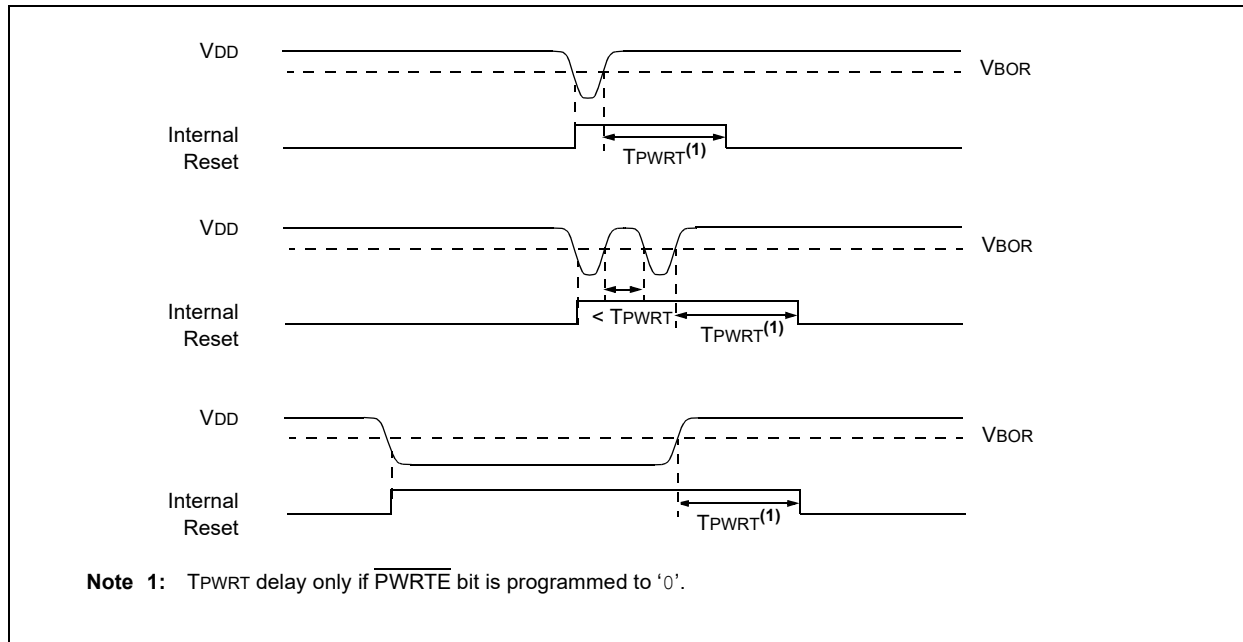 VDD
VBOR
Internal
Reset
TPWRT(1)
VDD
VBOR
Internal
Reset
< TPWRT
TPWRT(1)
VDD
VBOR
Internal
Reset
TPWRT(1)
Note 1: TPWRT delay only if PWRTE bit is programmed to ‘0’.